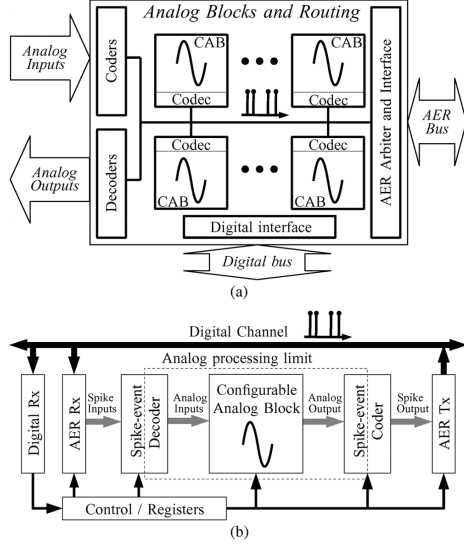 Analog Blocks and Routing
Analog
Inputs
Coders
CAB
CAB
Codec
Codec
AER Arbiter and Interface
AER
Bus
Analog
Outputs
Decoders
Codec
Codec
CAB
CAB
Digital interface
Digital bus
(a)
Digital Channel
Analog processing limit
Digital Rx
AER Rx
Spike
Inputs
Spike-event
Decoder
Analog
Inputs
Configurable
Analog Block
Analog
Output
Spike-event
Coder
Spike
Output
AER Tx
Control / Registers
(b)